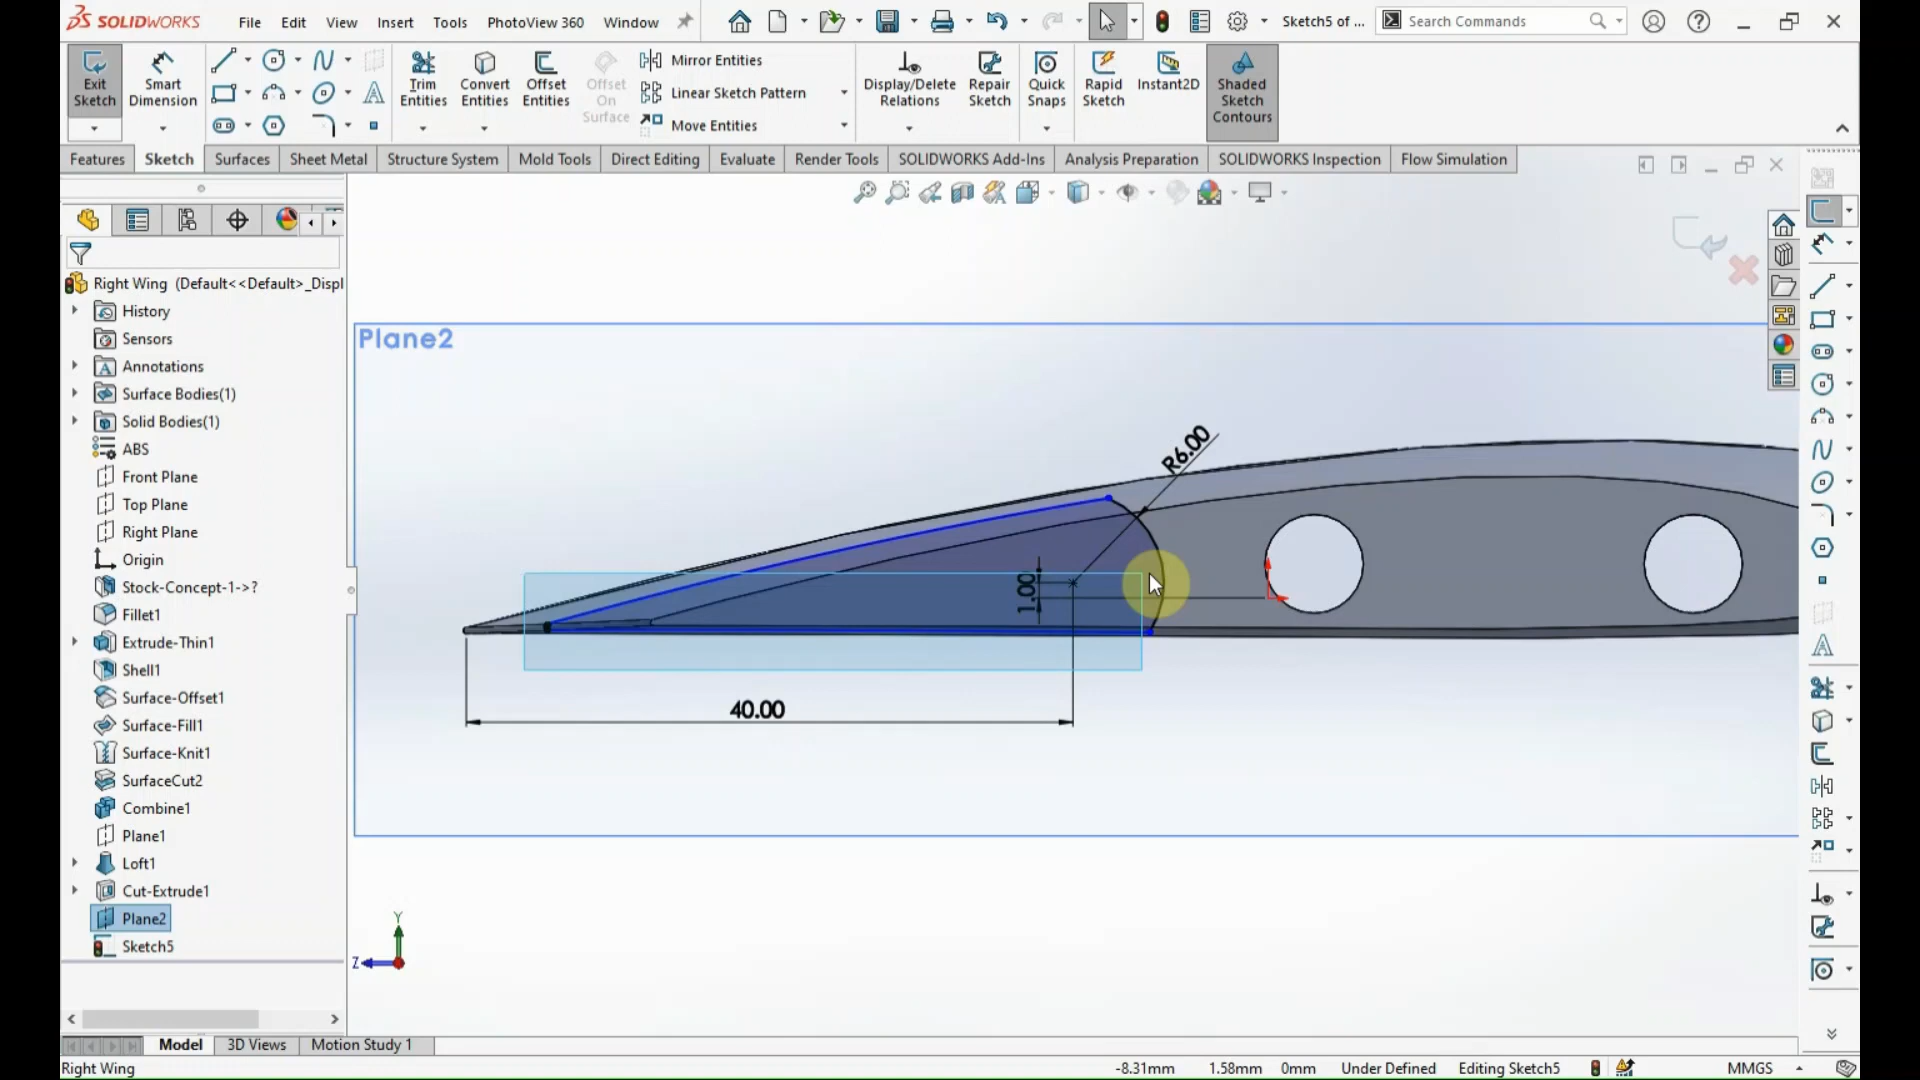 SOLIDWORKS File Edit View Insert Tools PhotoView 360 Window Sketch5 of ... Search Commands
Exit Sketch
Smart Dimension
Trim Entities
Convert Entities
Offset Entities
Offset On Surface
Mirror Entities
Linear Sketch Pattern
Move Entities
Display/Delete Relations
Repair Sketch
Quick Snaps
Rapid Sketch
Instant2D
Shaded Sketch Contours
Features Sketch Surfaces Sheet Metal Structure System Mold Tools Direct Editing Evaluate Render Tools SOLIDWORKS Add-Ins Analysis Preparation SOLIDWORKS Inspection Flow Simulation
Right Wing (Default<<Default>_Displ
History
Sensors
Annotations
Surface Bodies(1)
Solid Bodies(1)
ABS
Front Plane
Top Plane
Right Plane
Origin
Stock-Concept-1->?
Fillet1
Extrude-Thin1
Shell1
Surface-Offset1
Surface-Fill1
Surface-Knit1
SurfaceCut2
Combine1
Plane1
Loft1
Cut-Extrude1
Plane2
Sketch5
Plane2
R6.00
1.00
40.00
Y
Z
Model 3D Views Motion Study 1
Right Wing -8.31mm 1.58mm 0mm Under Defined Editing Sketch5 MMGS